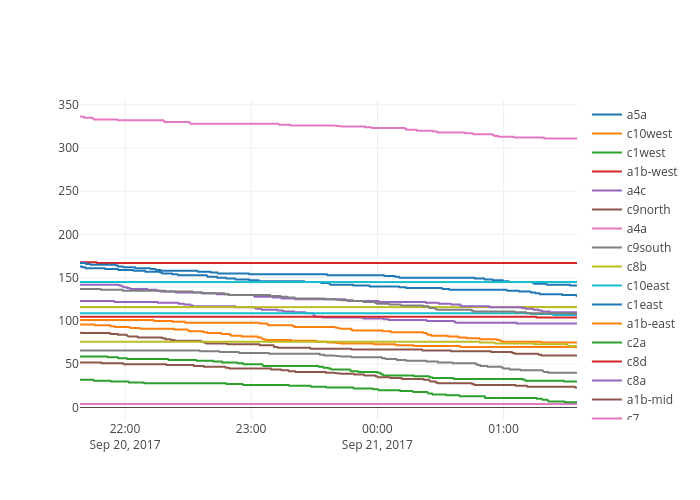 350
300
250
200
150
100
50
0
22:00
Sep 20, 2017
23:00
00:00
Sep 21, 2017
01:00
a5a
c10west
c1west
a1b-west
a4c
c9north
a4a
c9south
c8b
c10east
c1east
a1b-east
c2a
c8d
c8a
a1b-mid
c7